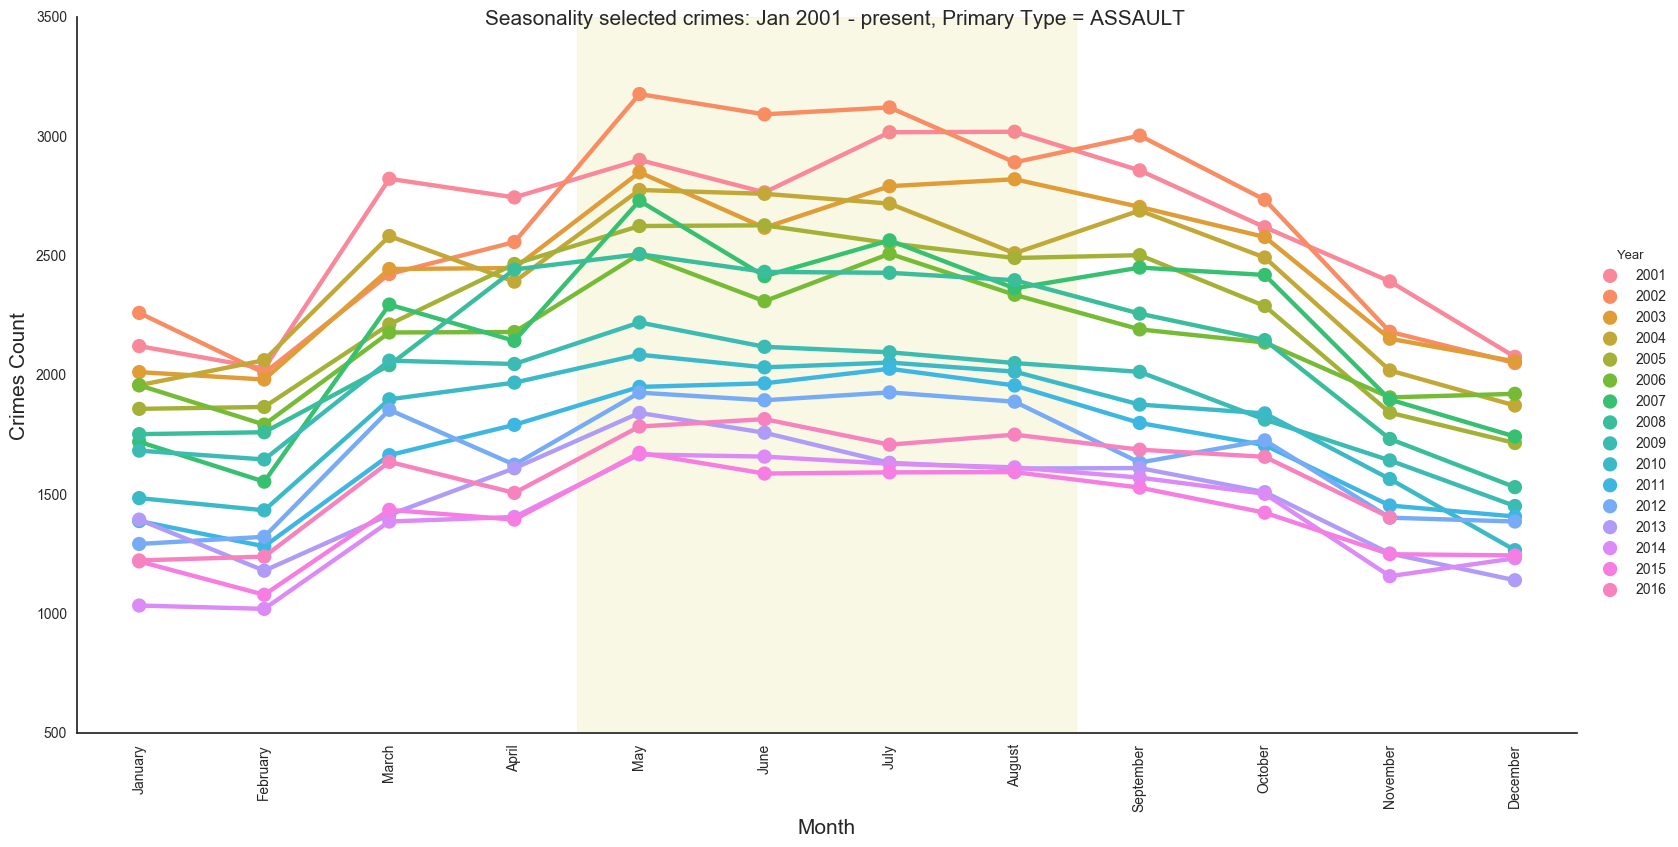 Seasonality selected crimes: Jan 2001 - present, Primary Type = ASSAULT
3500
3000
2500
2000
1500
1000
500
Crimes Count
January
February
March
April
May
June
July
August
September
October
November
December
Month
Year
2001
2002
2003
2004
2005
2006
2007
2008
2009
2010
2011
2012
2013
2014
2015
2016